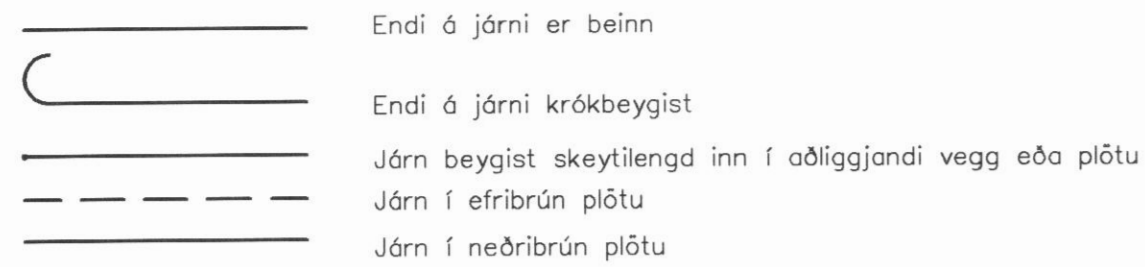 Endi á járni er beinn
Endi á járni krókbeygist
Járn beygist skeytilengd inn í aðliggjandi vegg eða plötu
Járn í efribrún plötu
Járn í neðribrún plötu